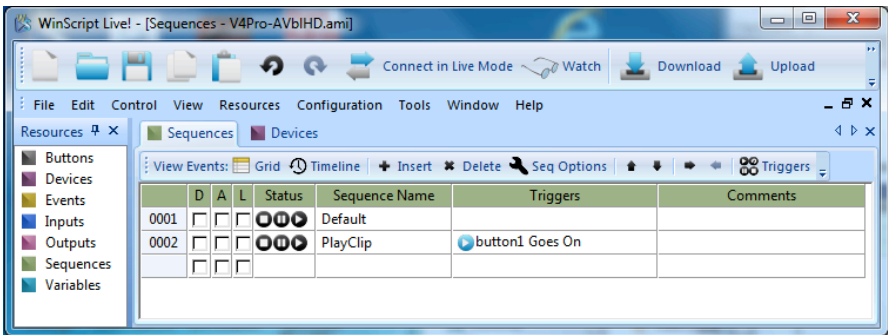 WinScript Live! - [Sequences - V4Pro-AVblHD.ami]
Connect in Live Mode Watch Download Upload
File Edit Control View Resources Configuration Tools Window Help
Resources Sequences Devices
View Events: Grid Timeline Insert Delete Seq Options Triggers
Buttons
Devices
Events
Inputs
Outputs
Sequences
Variables
D A L Status Sequence Name Triggers Comments
0001 Default
0002 PlayClip button1 Goes On